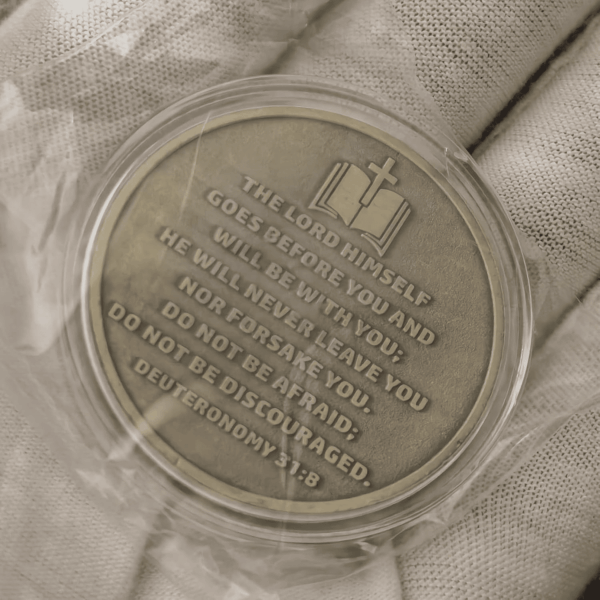 THE LORD HIMSELF
GOES BEFORE YOU AND
WILL BE WITH YOU;
HE WILL NEVER LEAVE YOU
NOR FORSAKE YOU.
DO NOT BE AFRAID;
DO NOT BE DISCOURAGED.
DEUTERONOMY 31:8